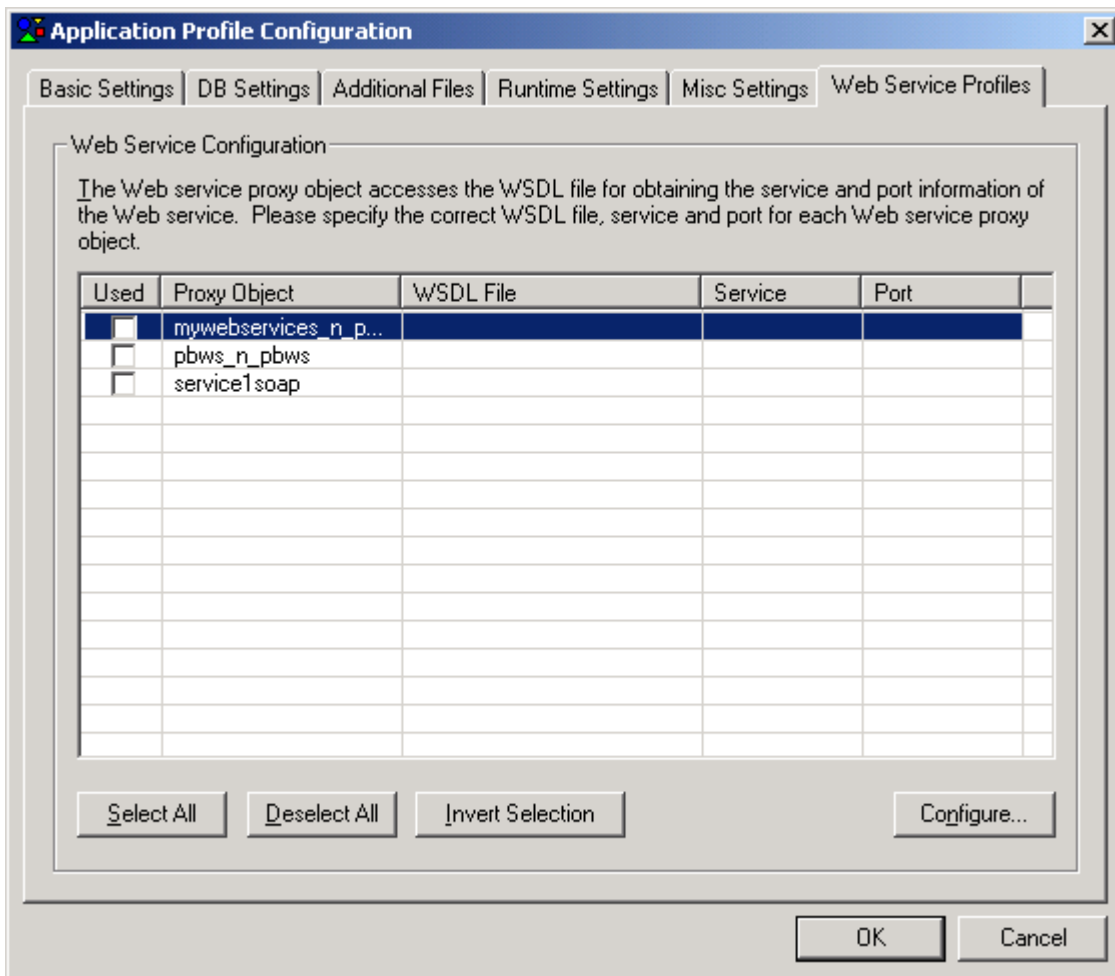 Application Profile Configuration
Basic Settings DB Settings Additional Files Runtime Settings Misc Settings Web Service Profiles
Web Service Configuration
The Web service proxy object accesses the WSDL file for obtaining the service and port information of
the Web service. Please specify the correct WSDL file, service and port for each Web service proxy
object.
Used Proxy Object WSDL File Service Port
mywebservices_n_p...
pbws_n_pbws
service1soap
Select All Deselect All Invert Selection Configure...
OK Cancel